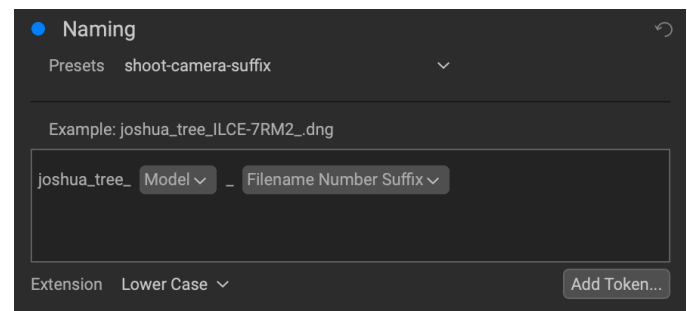 Naming
Presets shoot-camera-suffix
Example: joshua_tree_ILCE-7RM2_.dng
joshua_tree_ Model _ Filename Number Suffix
Extension Lower Case Add Token...